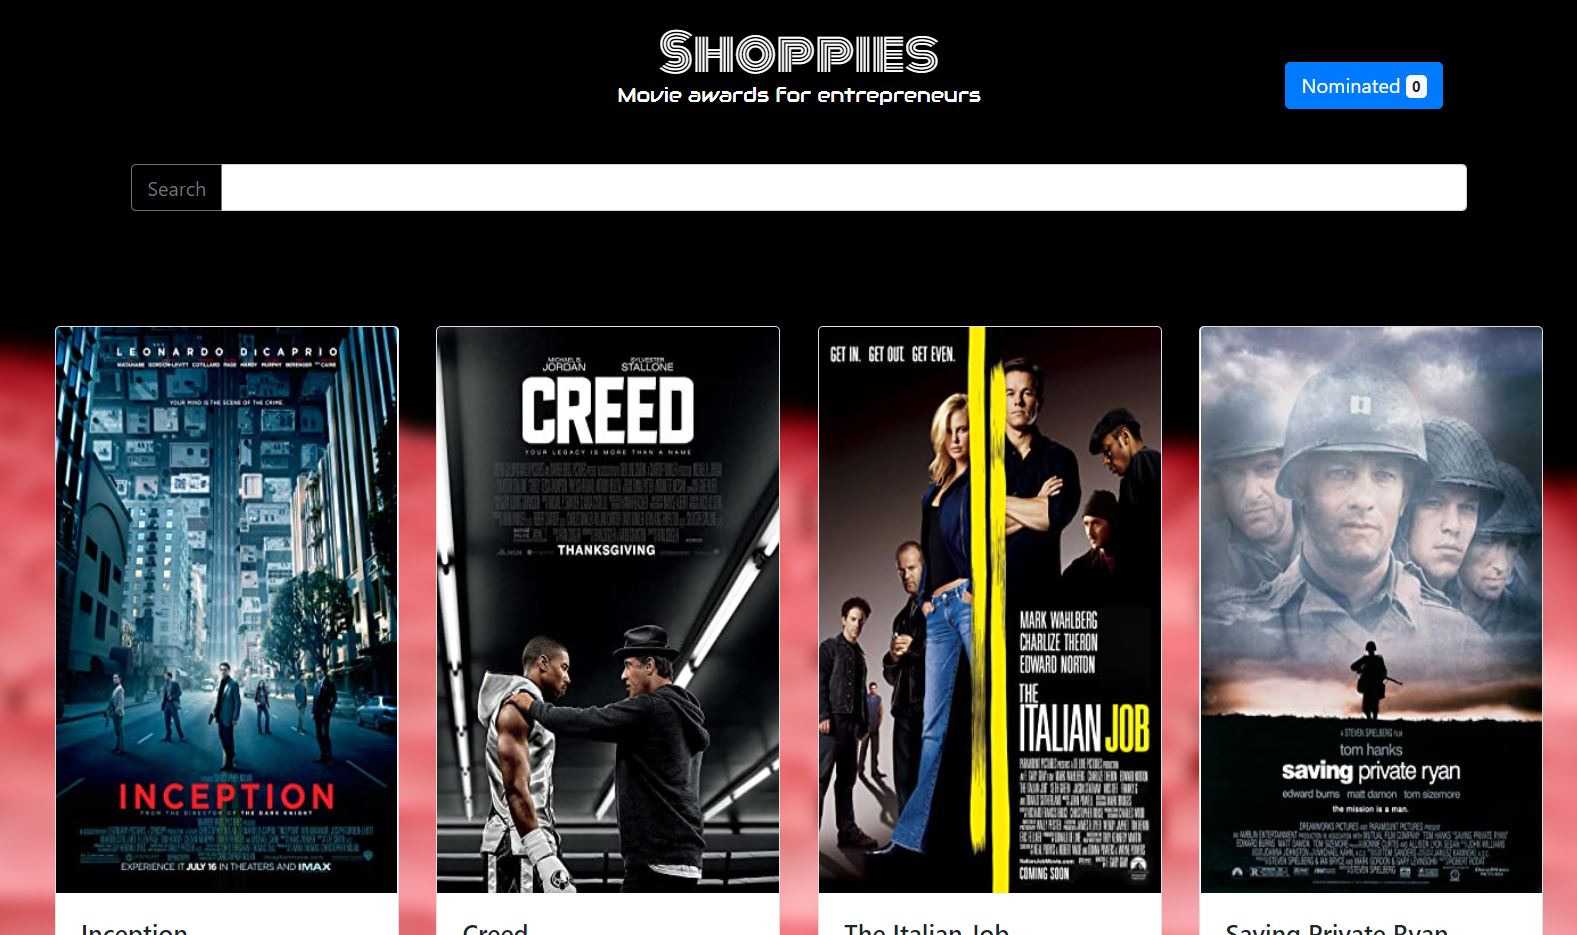 SHOPPIES
Movie awards for entrepreneurs
Nominated 0
Search
LEONARDO DiCAPRIO
WATANABE GORDON-LEVITT COTILLARD PAGE HARDY MURPHY BERENGER AND CAINE
YOUR MIND IS THE SCENE OF THE CRIME.
INCEPTION
FROM THE DIRECTOR OF THE DARK KNIGHT
EXPERIENCE IT JULY 16 IN THEATERS AND IMAX
MICHAEL B. JORDAN
SYLVESTER STALLONE
CREED
YOUR LEGACY IS MORE THAN A NAME
THANKSGIVING
GET IN. GET OUT. GET EVEN.
MARK WAHLBERG
CHARLIZE THERON
EDWARD NORTON
THE
ITALIAN JOB
COMING SOON
A STEVEN SPIELBERG FILM
tom hanks
saving private ryan
edward burns matt damon tom sizemore
the mission is a man.
Inception
Creed
The Italian Job
Saving Private Ryan